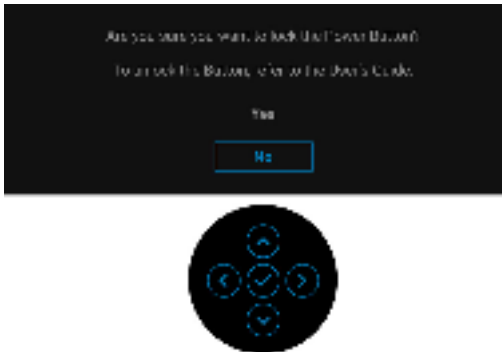 Are you sure you want to lock the Power Button?
To unlock the Button, refer to the User's Guide.
Yes
No